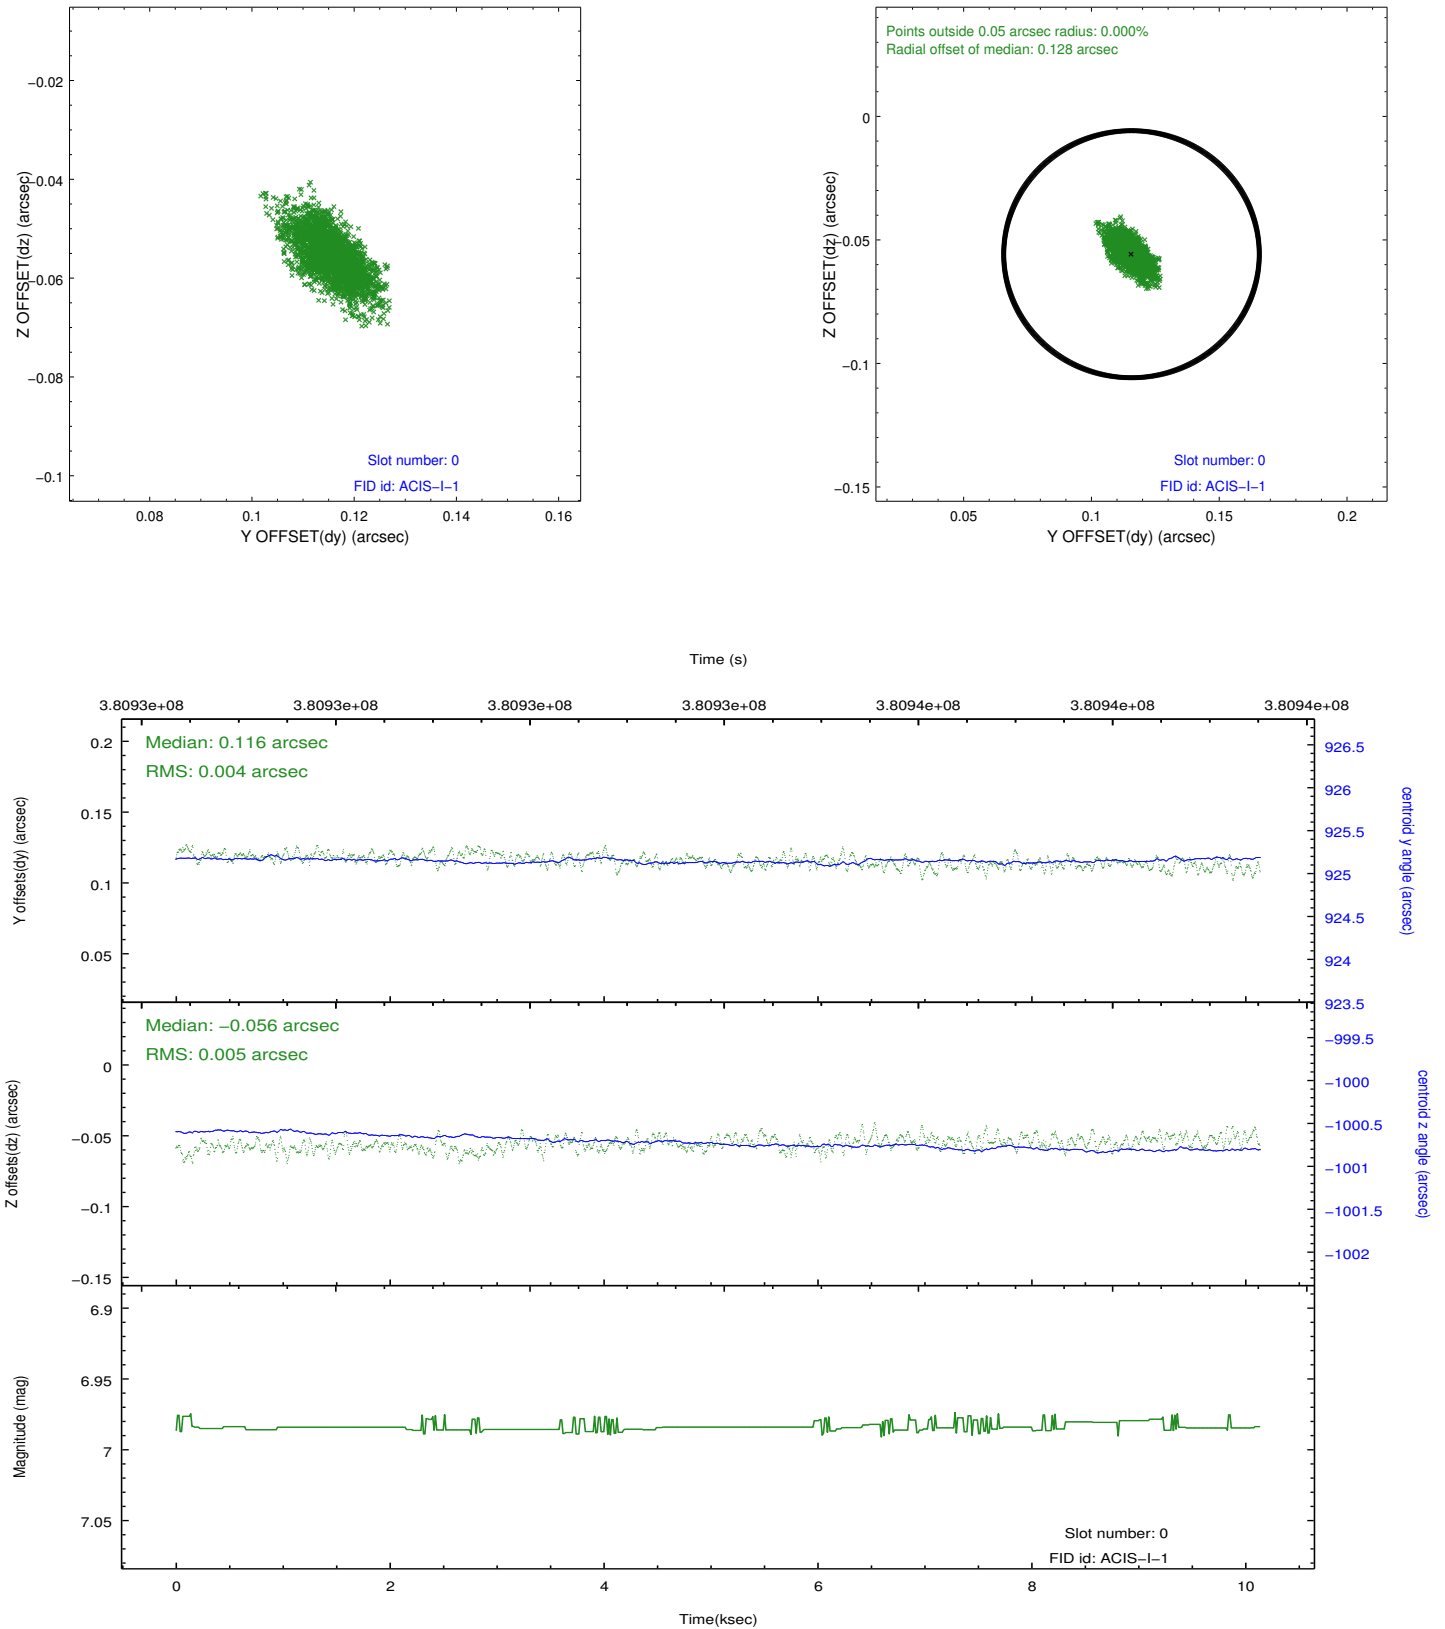 −0.02
−0.04
−0.06
−0.08
−0.1
Z OFFSET(dz) (arcsec)
Slot number: 0
FID id: ACIS−I−1
0.08
0.1
0.12
0.14
0.16
Y OFFSET(dy) (arcsec)
Points outside 0.05 arcsec radius: 0.000%
Radial offset of median: 0.128 arcsec
0
−0.05
−0.1
−0.15
Z OFFSET(dz) (arcsec)
Slot number: 0
FID id: ACIS−I−1
0.05
0.1
0.15
0.2
Y OFFSET(dy) (arcsec)
Time (s)
3.8093e+08
3.8093e+08
3.8093e+08
3.8093e+08
3.8094e+08
3.8094e+08
3.8094e+08
Median: 0.116 arcsec
RMS: 0.004 arcsec
0.2
0.15
0.1
0.05
Y offsets(dy) (arcsec)
926.5
926
925.5
925
924.5
924
923.5
centroid y angle (arcsec)
Median: −0.056 arcsec
RMS: 0.005 arcsec
0
−0.05
−0.1
−0.15
Z offsets(dz) (arcsec)
−999.5
−1000
−1000.5
−1001
−1001.5
−1002
centroid z angle (arcsec)
6.9
6.95
7
7.05
Magnitude (mag)
Slot number: 0
FID id: ACIS−I−1
0
2
4
6
8
10
Time(ksec)